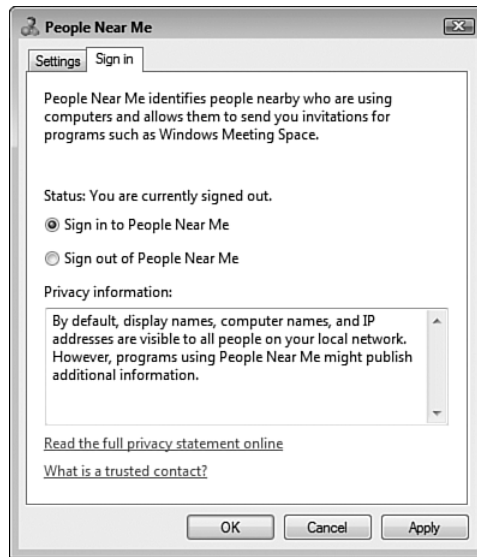 People Near Me
Settings
Sign in
People Near Me identifies people nearby who are using
computers and allows them to send you invitations for
programs such as Windows Meeting Space.
Status: You are currently signed out.
Sign in to People Near Me
Sign out of People Near Me
Privacy information:
By default, display names, computer names, and IP
addresses are visible to all people on your local network.
However, programs using People Near Me might publish
additional information.
Read the full privacy statement online
What is a trusted contact?
OK
Cancel
Apply